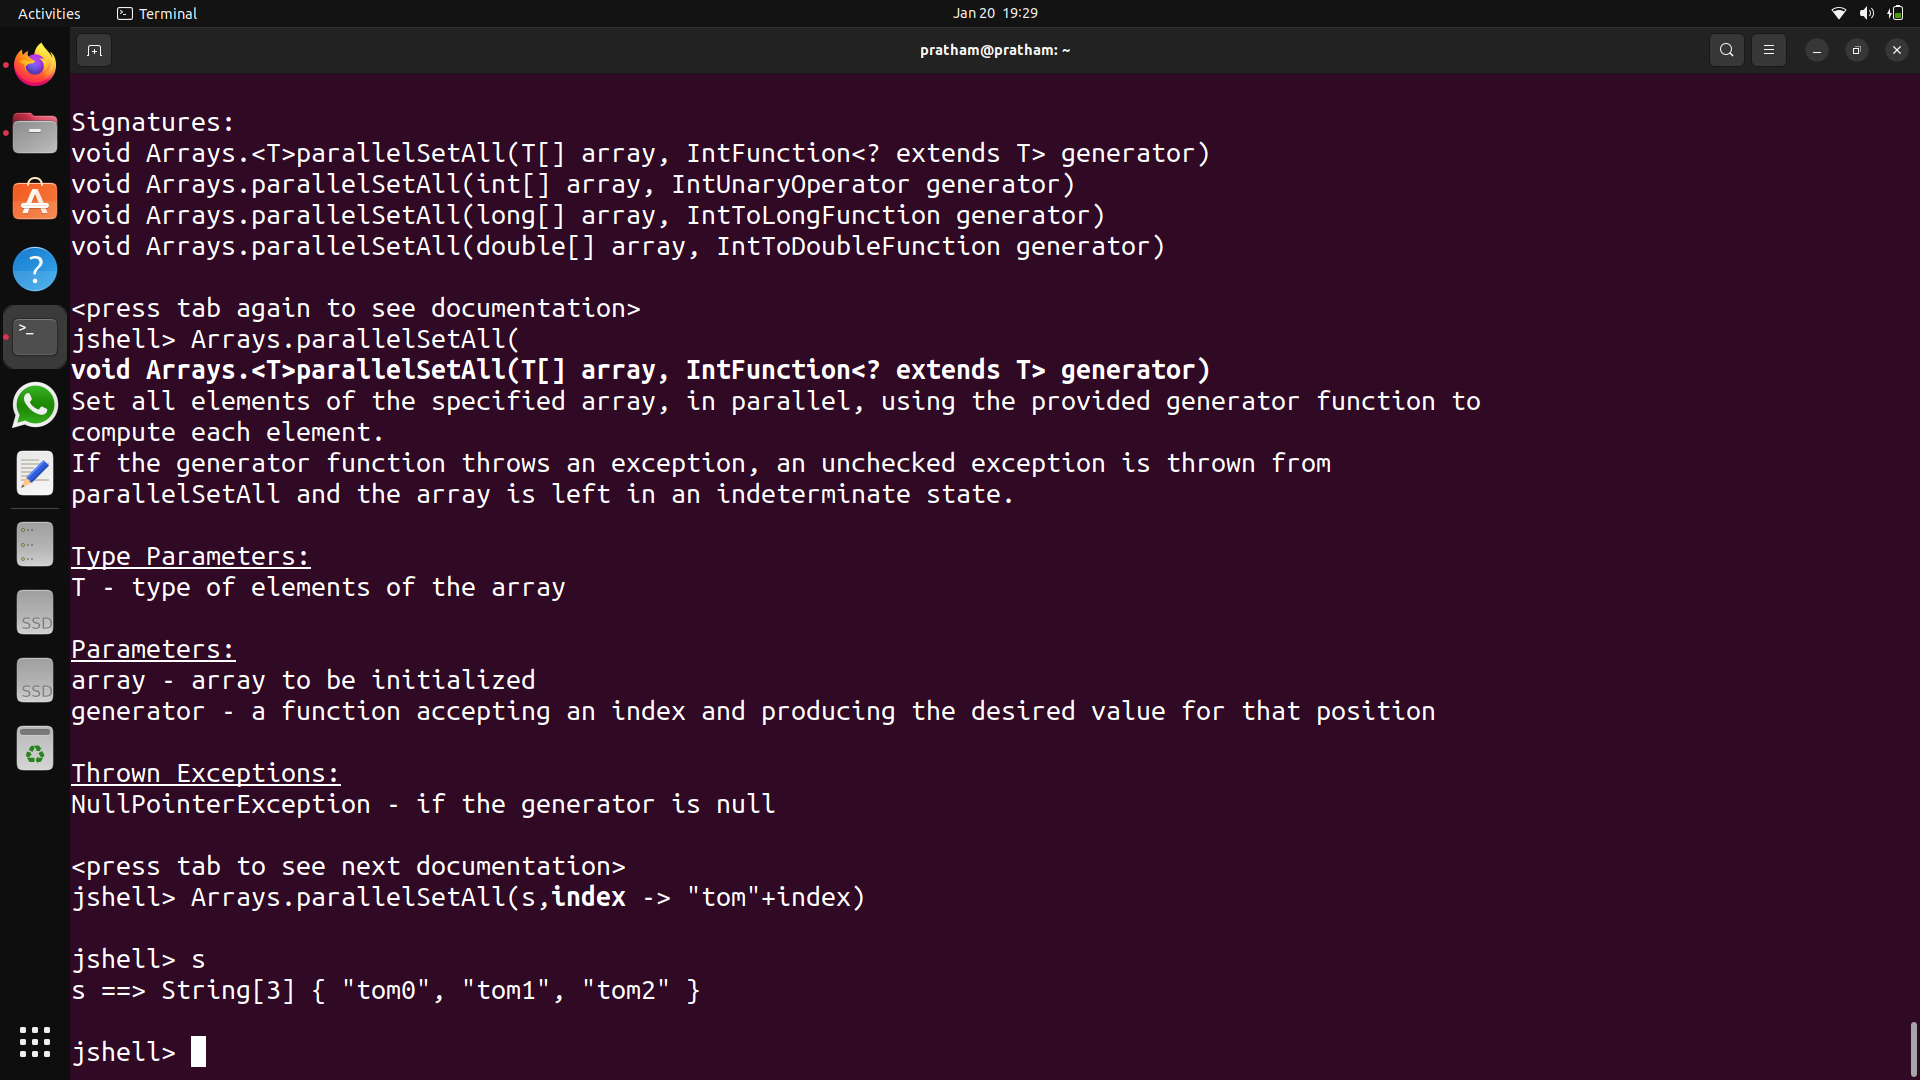 Activities
Terminal
Jan 20 19:29
pratham@pratham: ~
Signatures:
void Arrays.<T>parallelSetAll(T[] array, IntFunction<? extends T> generator)
void Arrays.parallelSetAll(int[] array, IntUnaryOperator generator)
void Arrays.parallelSetAll(long[] array, IntToLongFunction generator)
void Arrays.parallelSetAll(double[] array, IntToDoubleFunction generator)
<press tab again to see documentation>
jshell> Arrays.parallelSetAll(
void Arrays.<T>parallelSetAll(T[] array, IntFunction<? extends T> generator)
Set all elements of the specified array, in parallel, using the provided generator function to
compute each element.
If the generator function throws an exception, an unchecked exception is thrown from
parallelSetAll and the array is left in an indeterminate state.
Type Parameters:
T - type of elements of the array
Parameters:
array - array to be initialized
generator - a function accepting an index and producing the desired value for that position
Thrown Exceptions:
NullPointerException - if the generator is null
<press tab to see next documentation>
jshell> Arrays.parallelSetAll(s,index -> "tom"+index)
jshell> s
s ==> String[3] { "tom0", "tom1", "tom2" }
jshell>
SSD
SSD